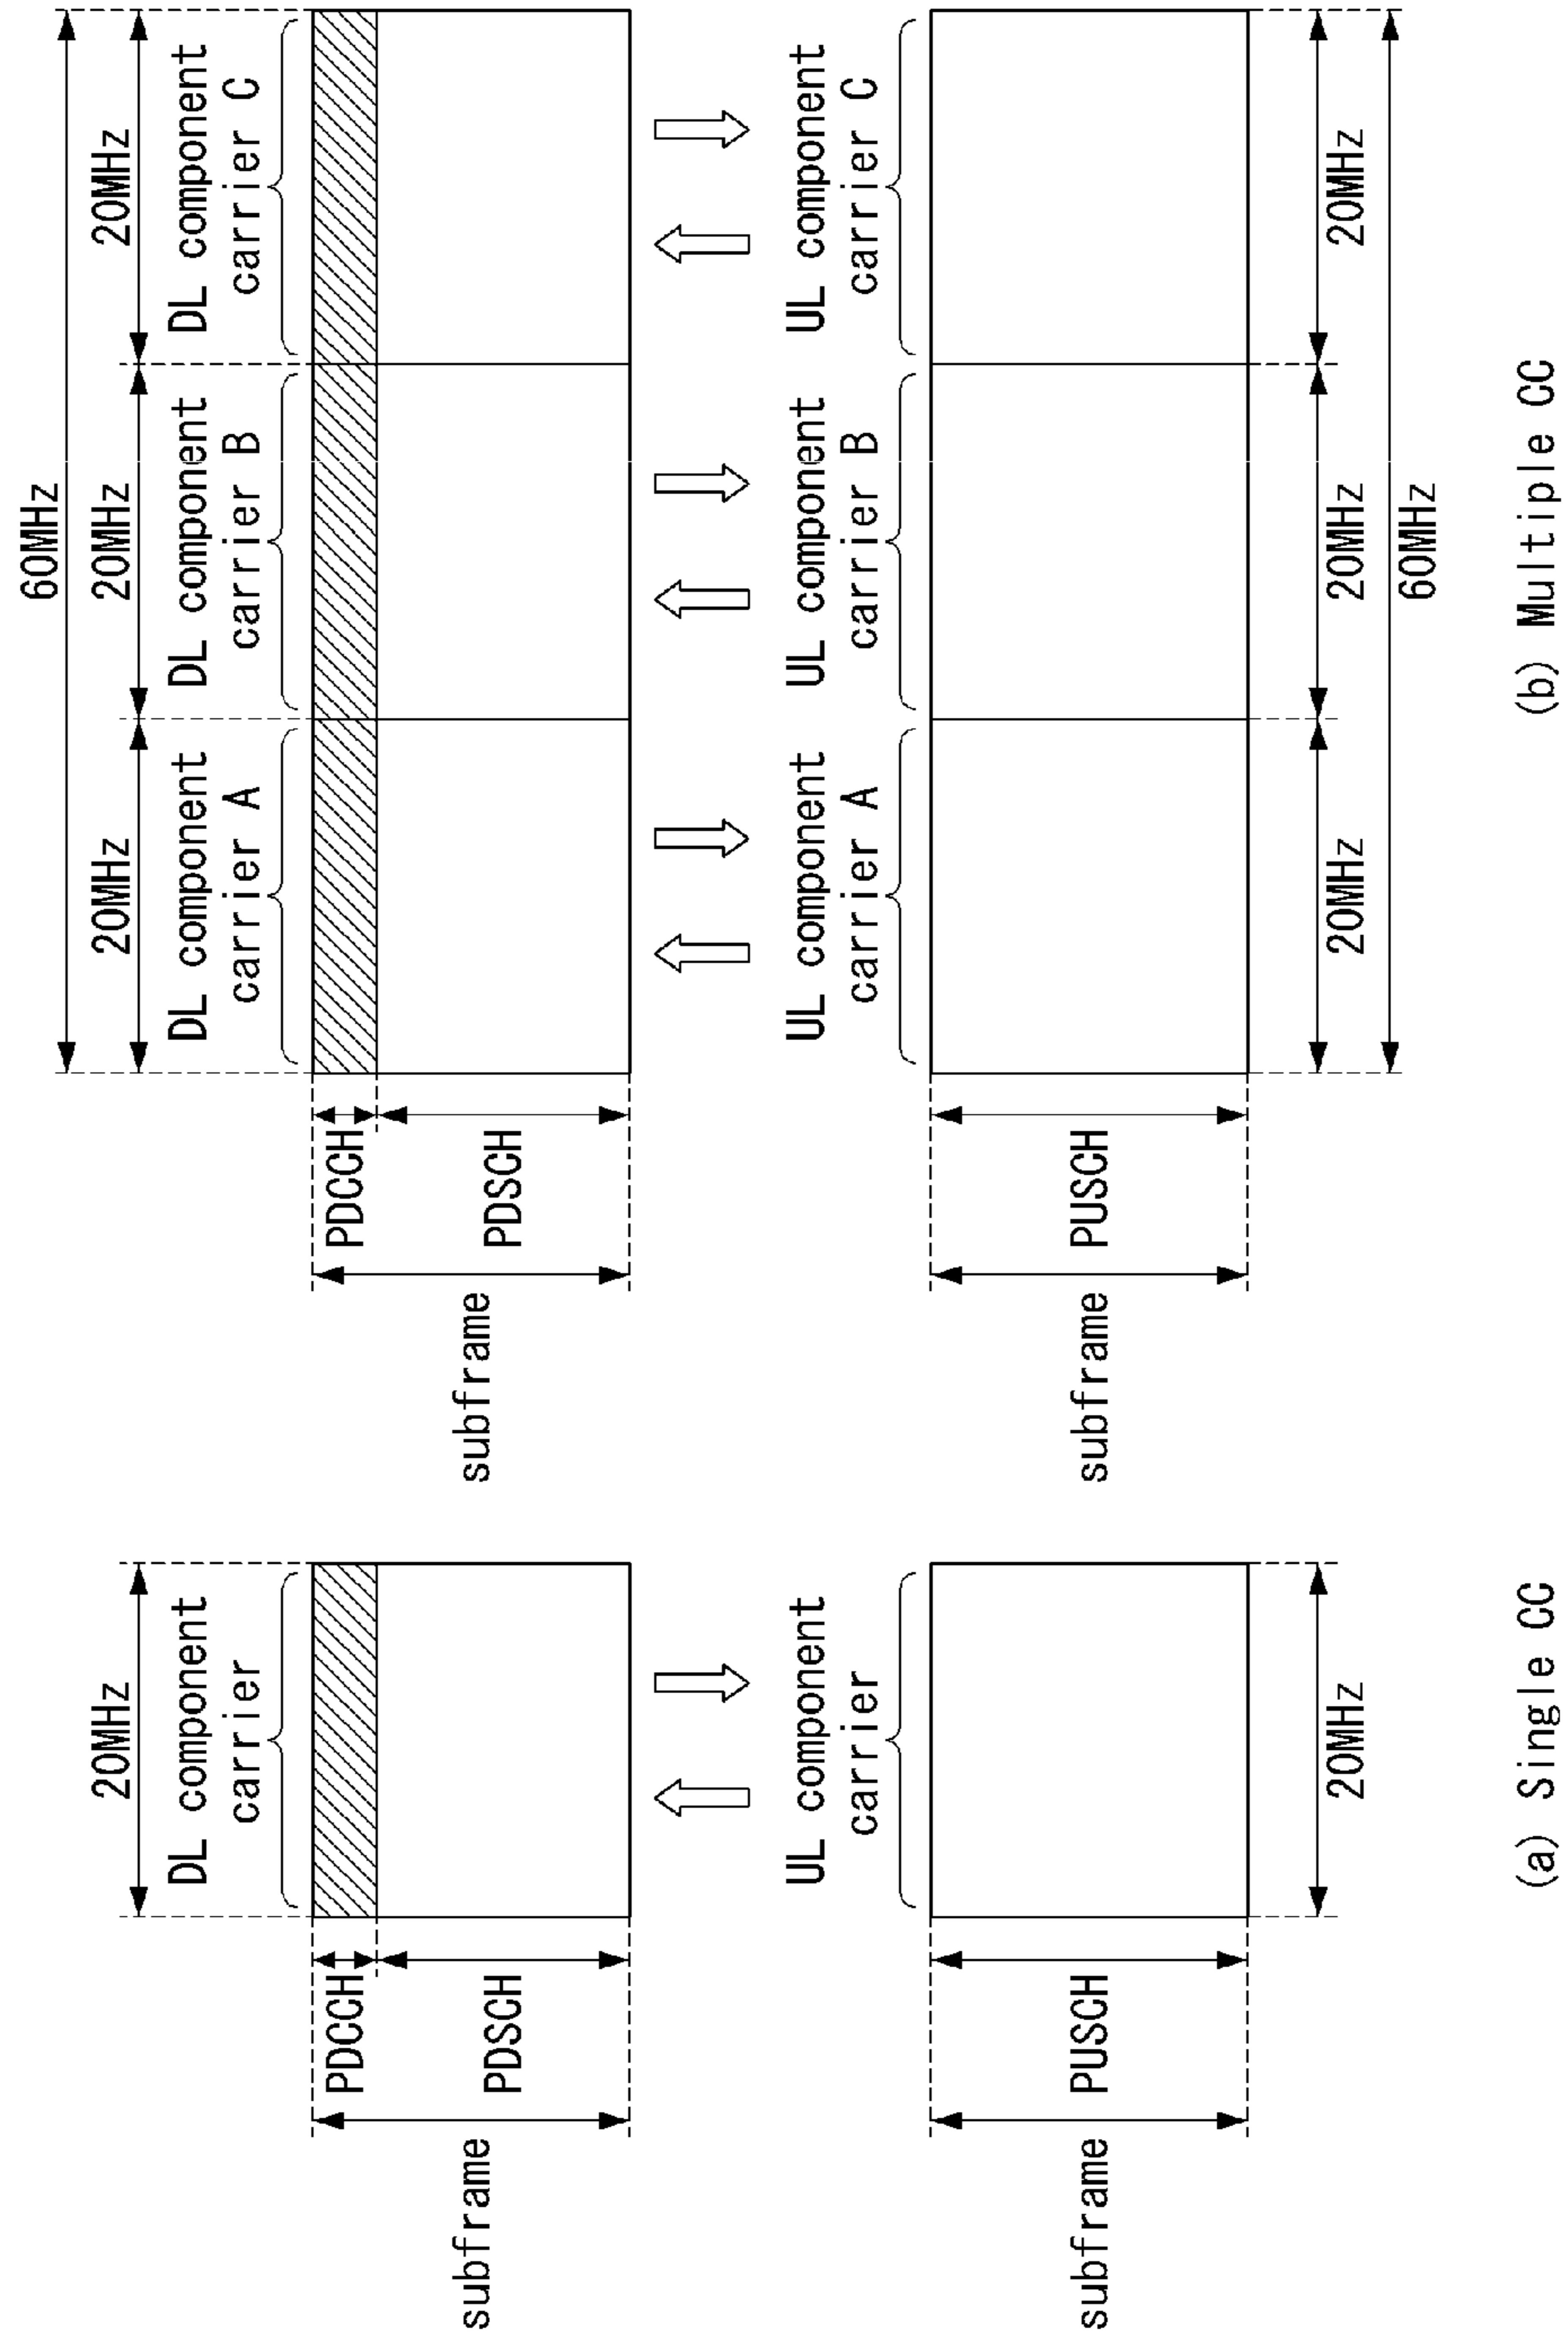 20MHz
DL component
carrier
PDCCH
PDSCH
subframe
UL component
carrier
PUSCH
subframe
20MHz
(a) Single CC
60MHz
20MHz
20MHz
20MHz
DL component
carrier A
DL component
carrier B
DL component
carrier C
PDCCH
PDSCH
subframe
UL component
carrier A
UL component
carrier B
UL component
carrier C
PUSCH
subframe
20MHz
20MHz
20MHz
60MHz
(b) Multiple CC